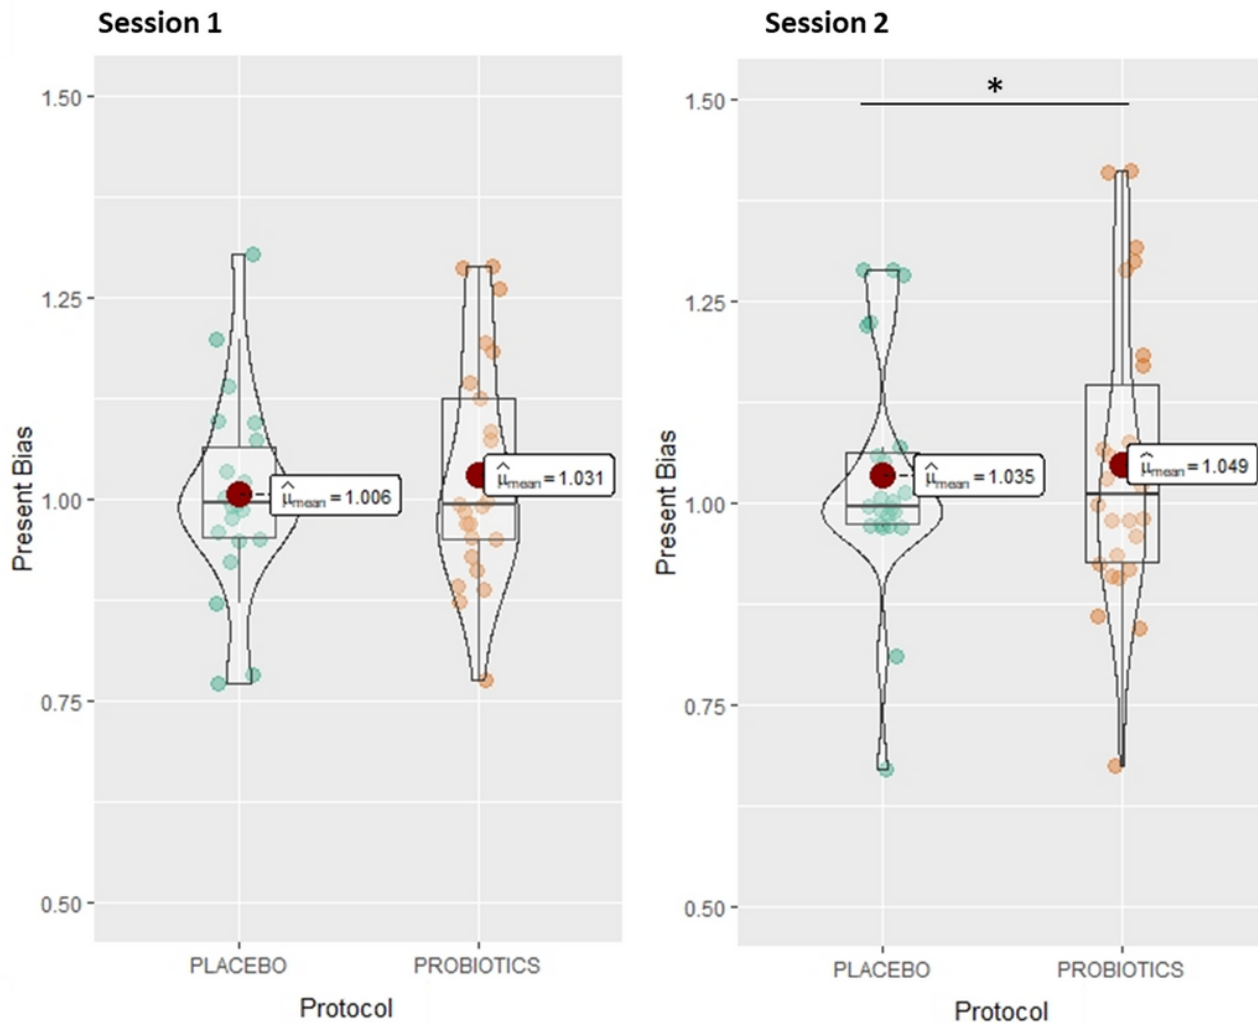 Session 1
1.50
1.25
1.00
0.75
0.50
Present Bias
μ̂mean = 1.006
μ̂mean = 1.031
PLACEBO
PROBIOTICS
Protocol
Session 2
*
1.50
1.25
1.00
0.75
0.50
Present Bias
μ̂mean = 1.035
μ̂mean = 1.049
PLACEBO
PROBIOTICS
Protocol